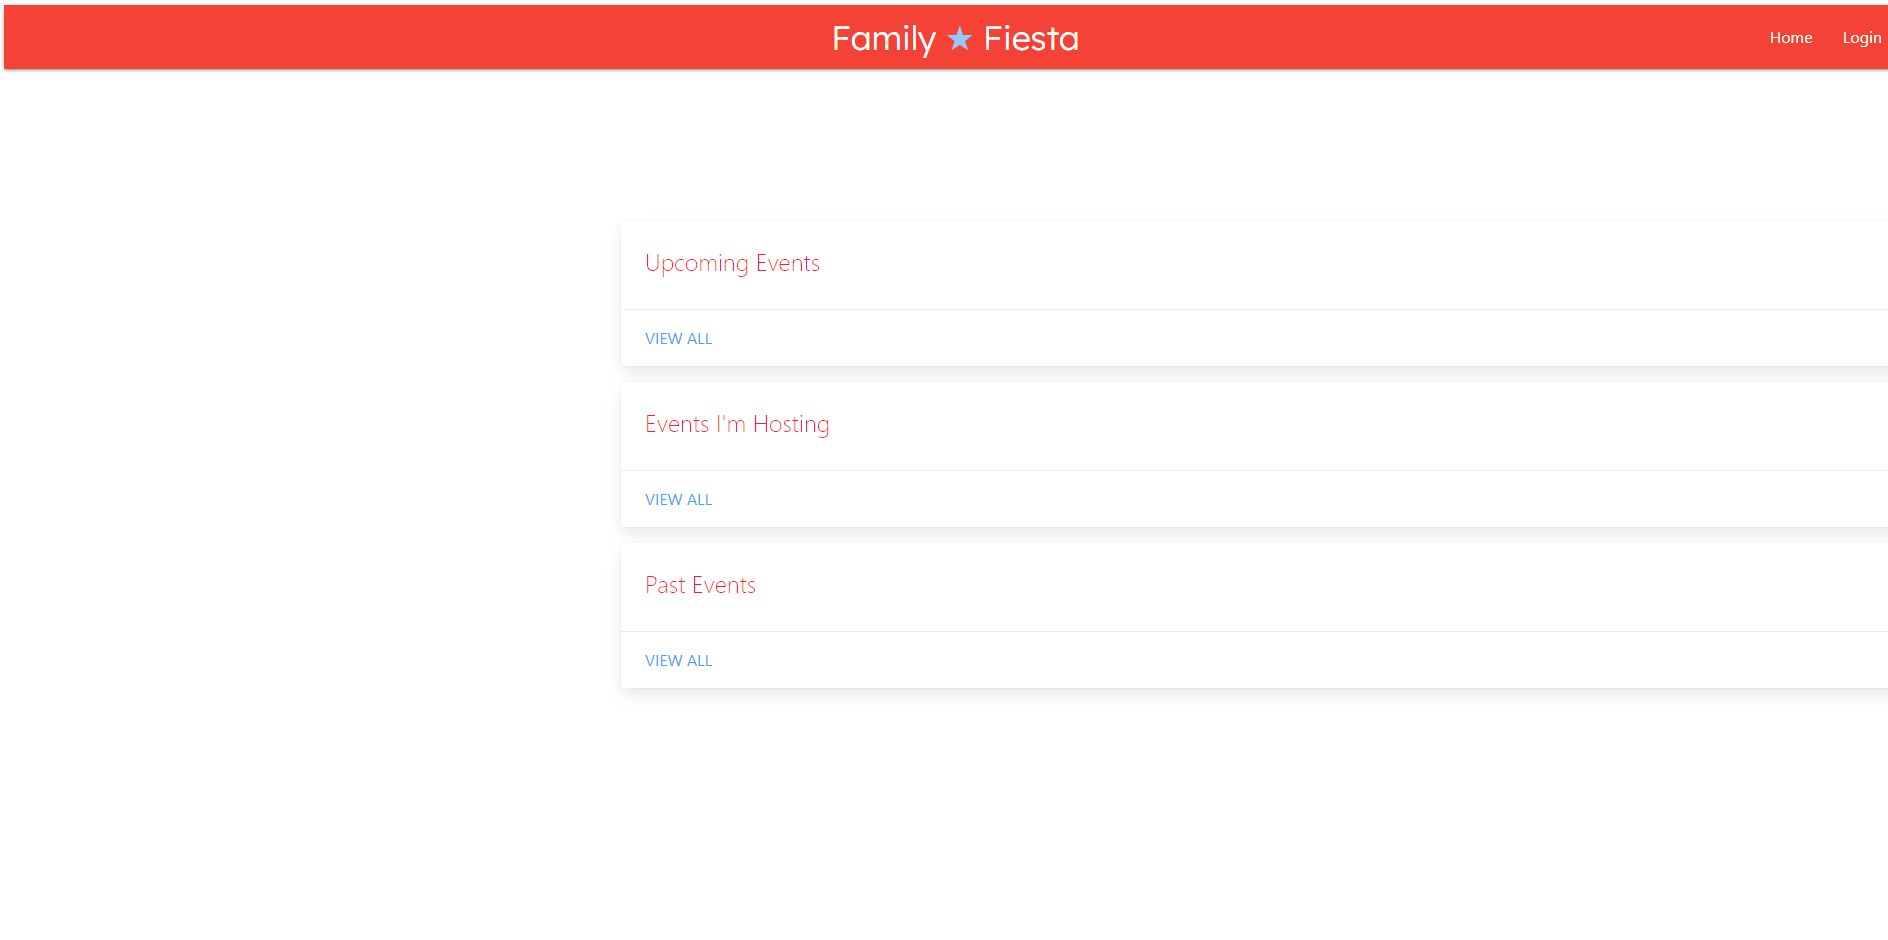 Family ★ Fiesta
Home Login
Upcoming Events
VIEW ALL
Events I'm Hosting
VIEW ALL
Past Events
VIEW ALL